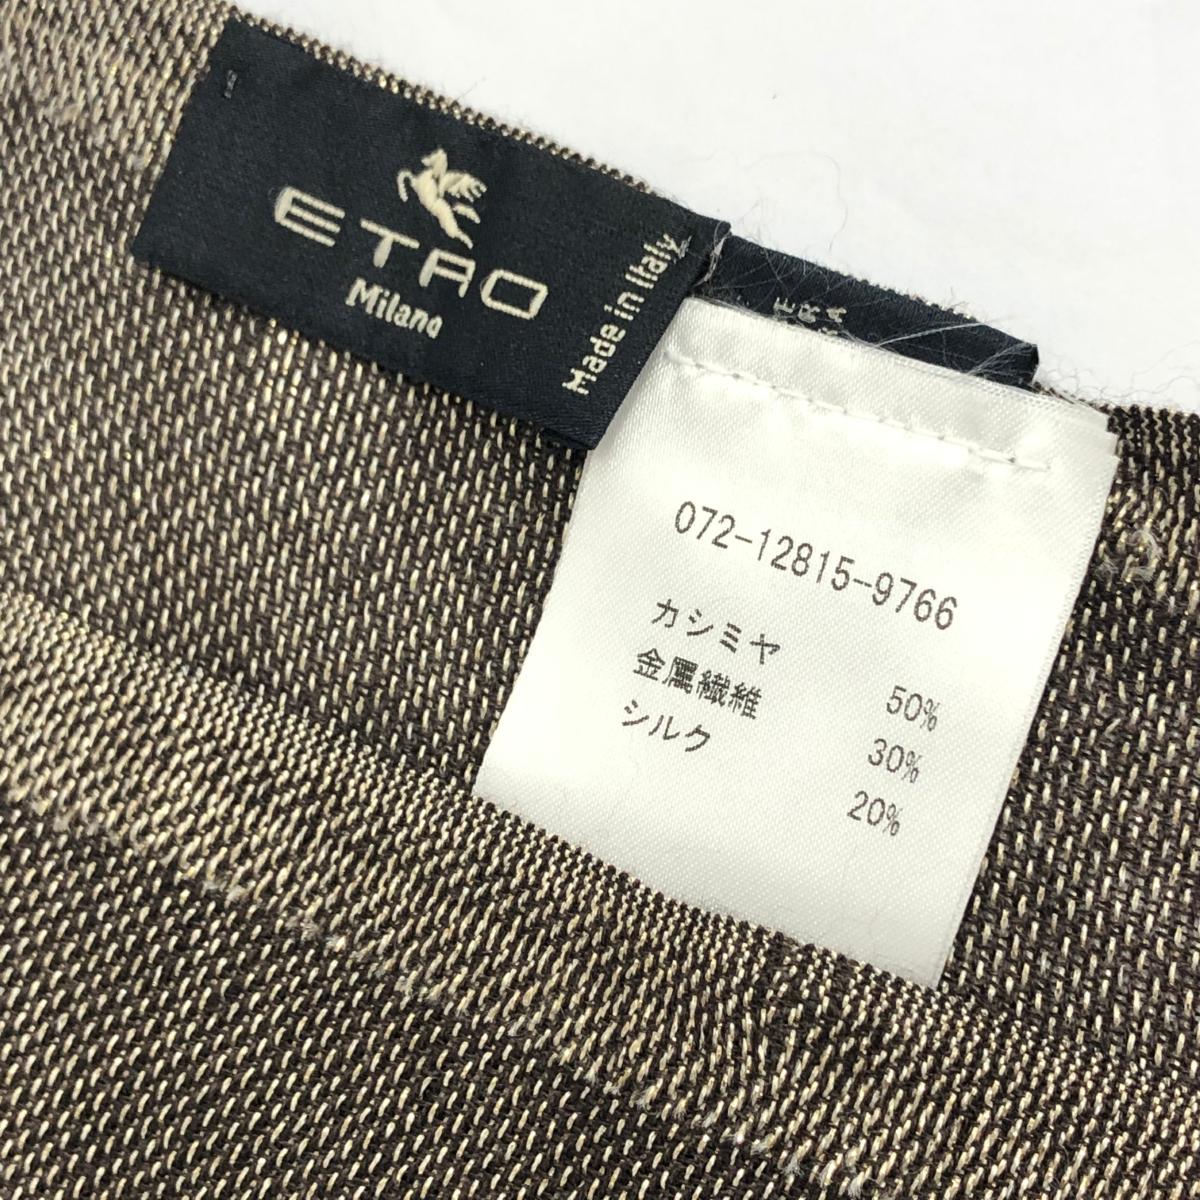 ETRO
Milano
Made in Italy
072-12815-9766
カシミヤ 50%
金属繊維 30%
シルク 20%